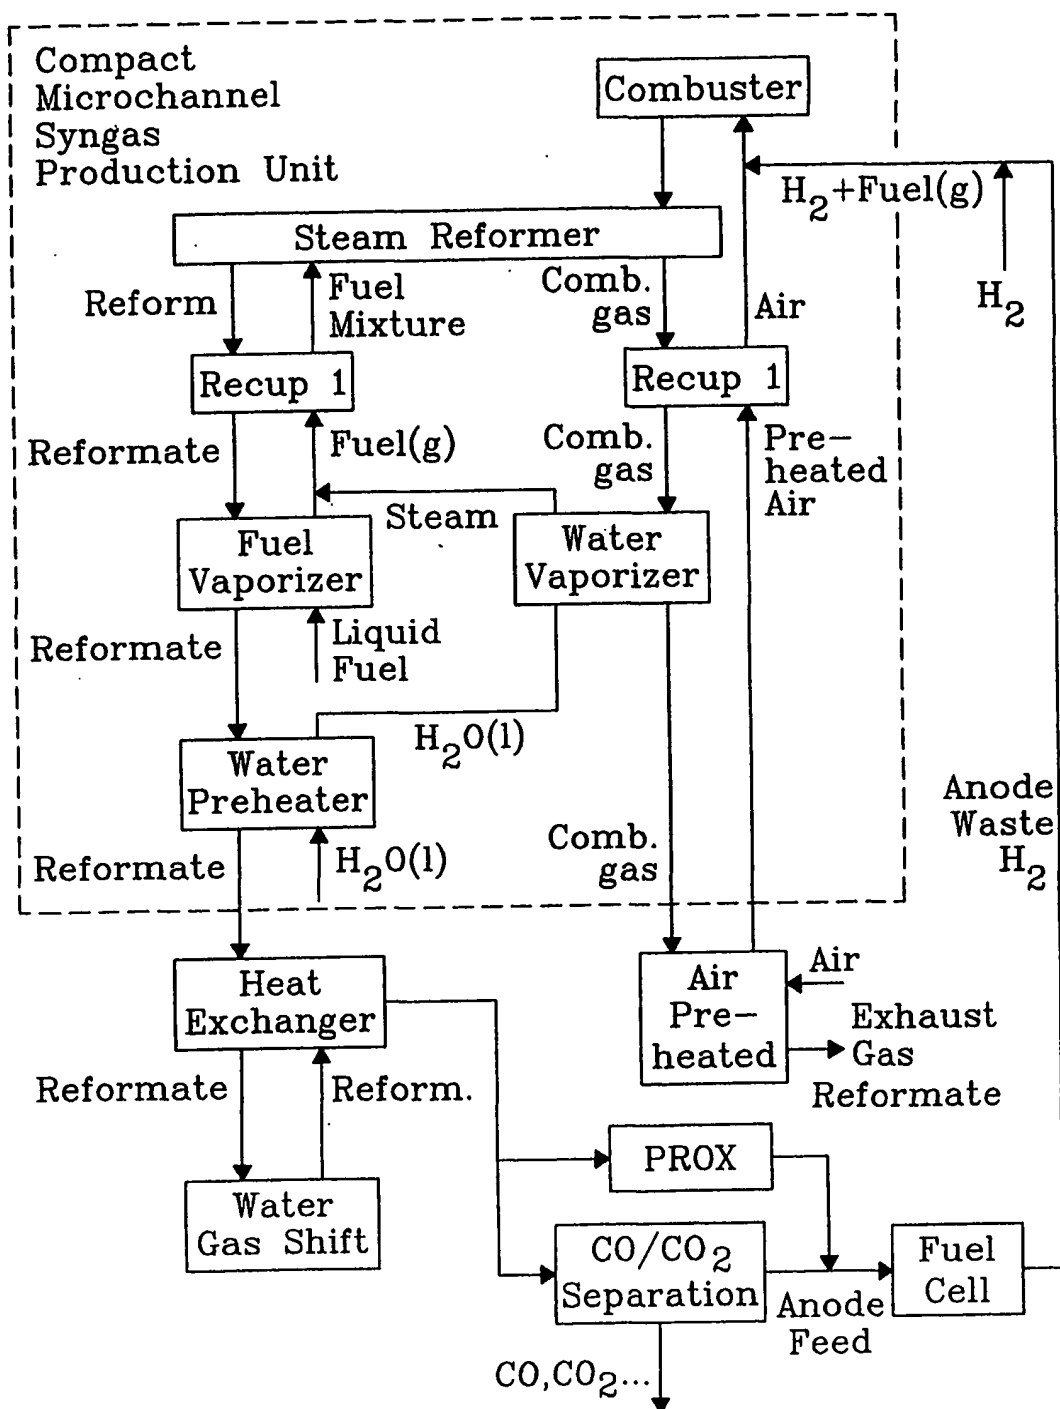 Compact
Microchannel
Syngas
Production Unit
Combuster
H2+Fuel(g)
H2
Steam Reformer
Reform
Fuel
Mixture
Comb.
gas
Air
Recup 1
Recup 1
Reformate
Fuel(g)
Comb.
gas
Pre-
heated
Air
Steam
Fuel
Vaporizer
Water
Vaporizer
Reformate
Liquid
Fuel
H2O(l)
Water
Preheater
Anode
Waste
H2
Reformate
H2O(l)
Comb.
gas
Heat
Exchanger
Air
Pre-
heated
Air
Exhaust
Gas
Reformate
Reformate
Reform.
PROX
Water
Gas Shift
CO/CO2
Separation
Fuel
Cell
Anode
Feed
CO,CO2...